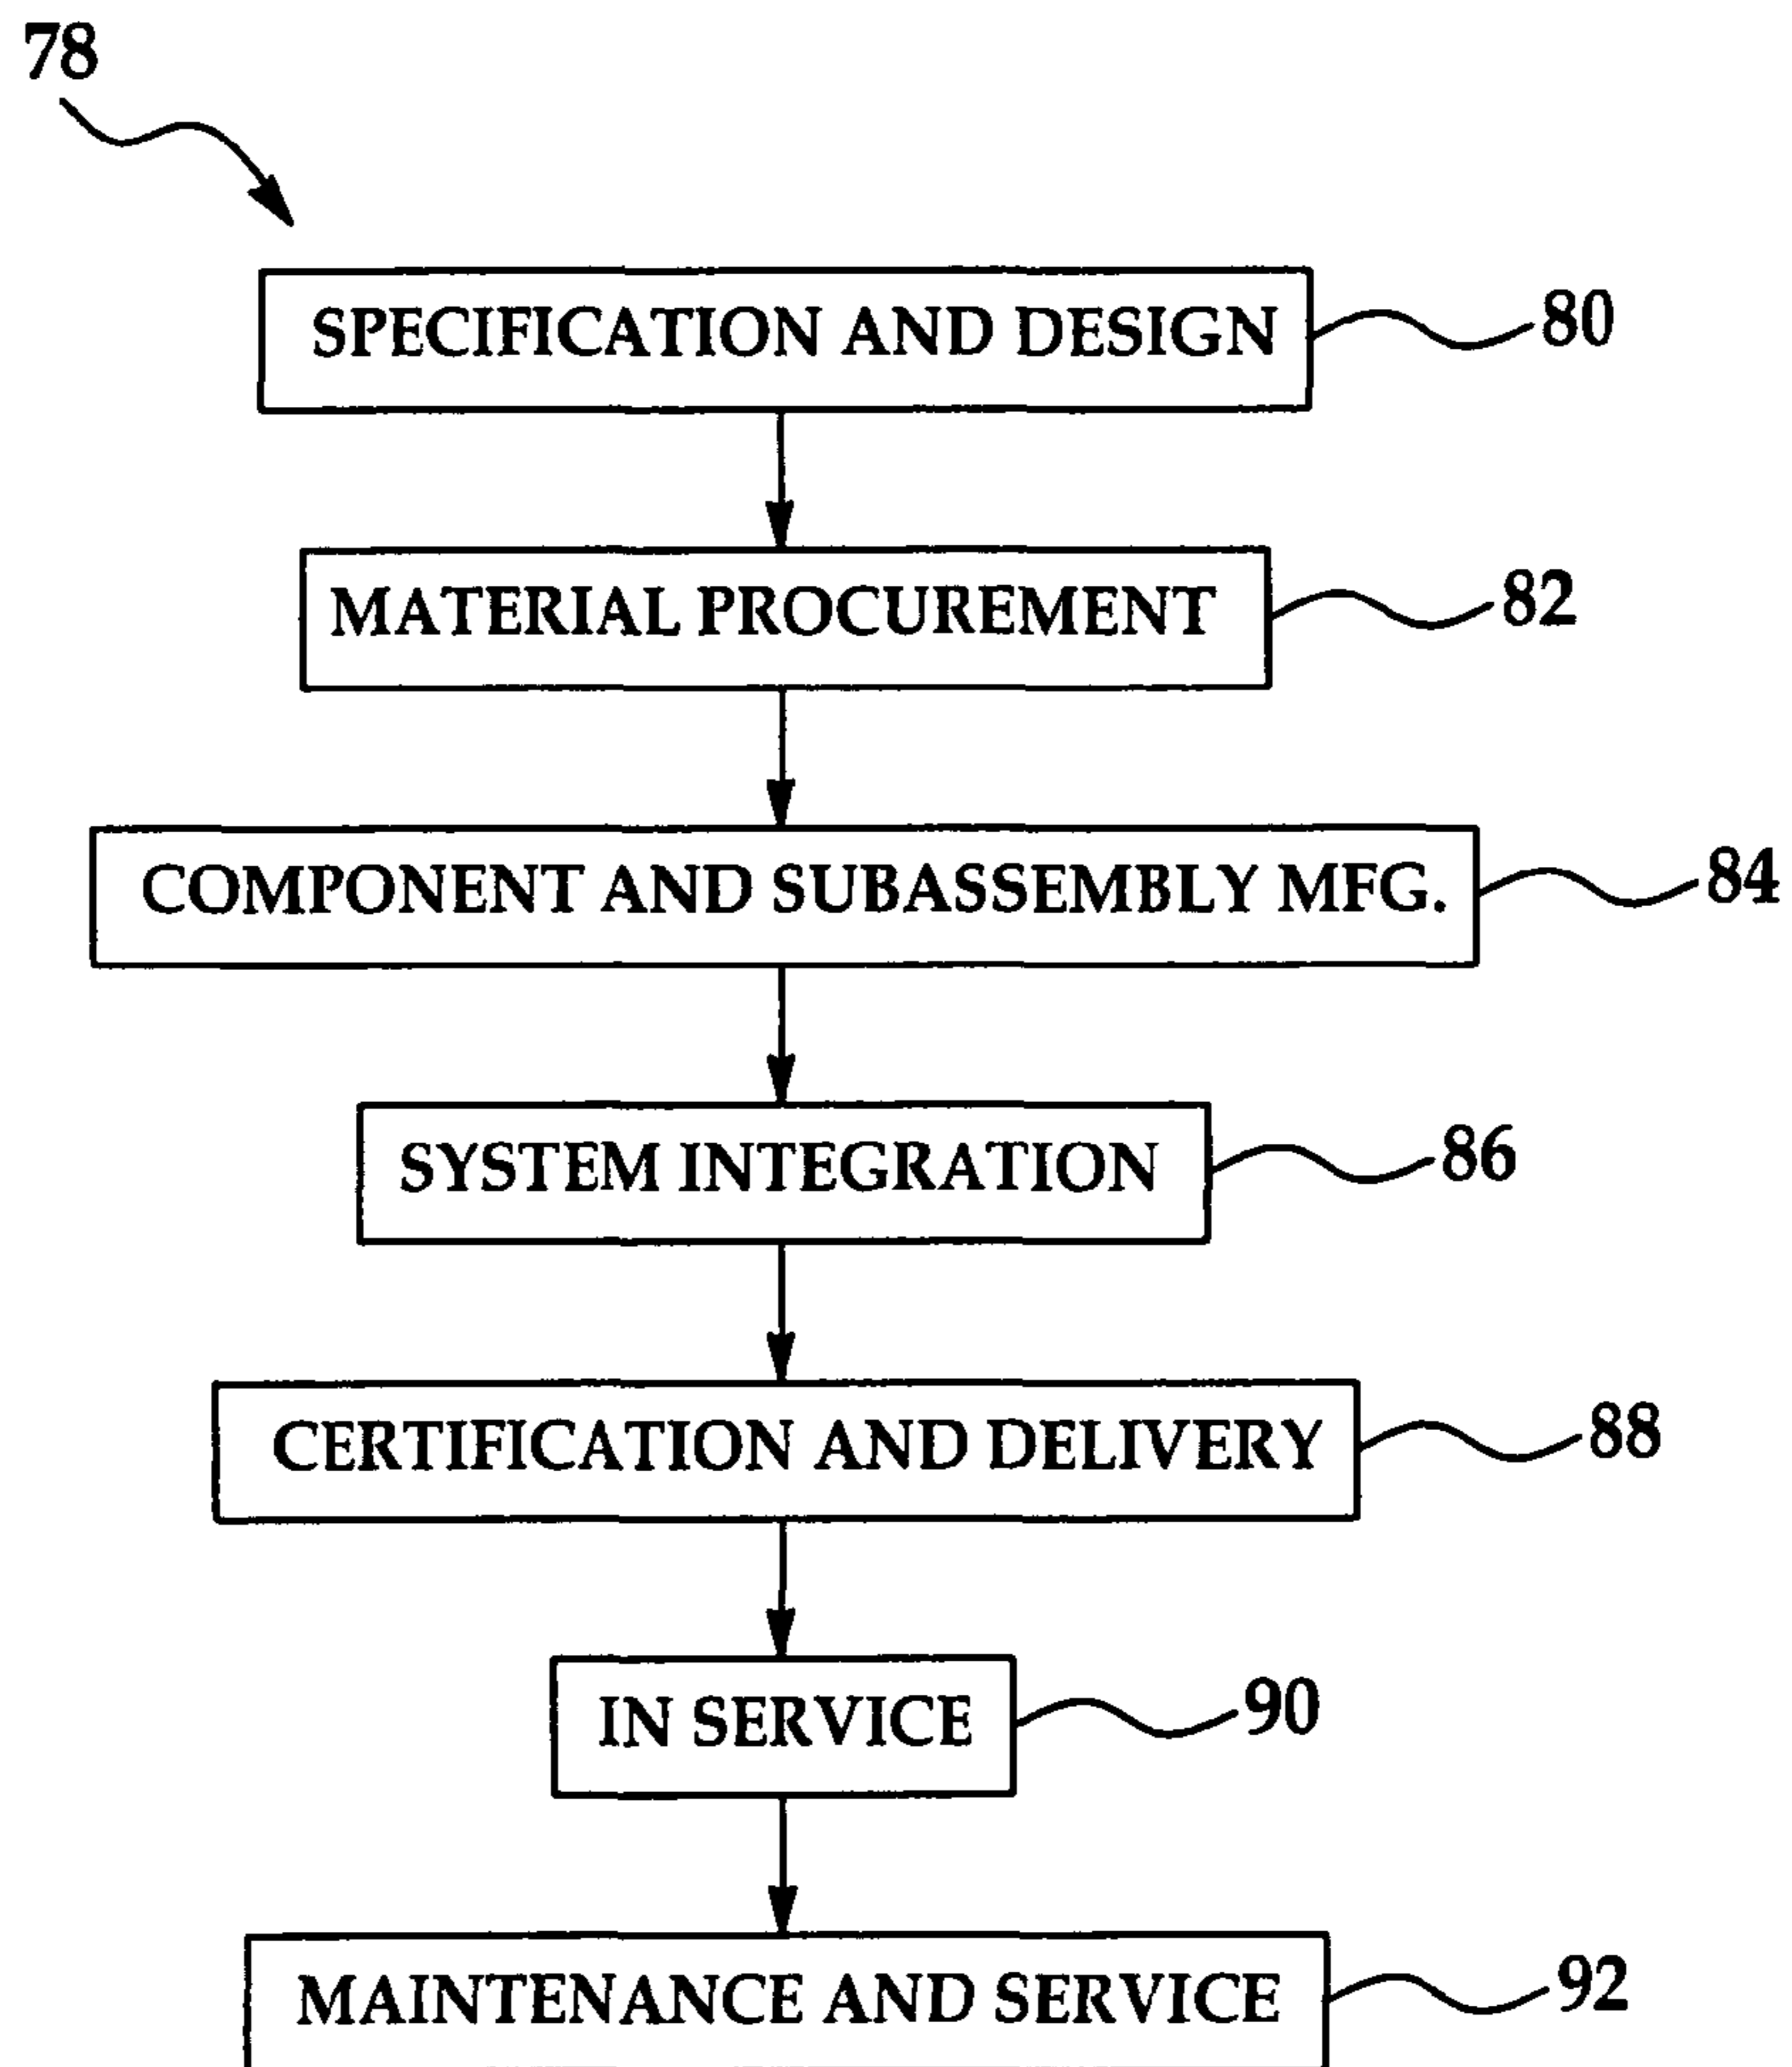 78
SPECIFICATION AND DESIGN 80
MATERIAL PROCUREMENT 82
COMPONENT AND SUBASSEMBLY MFG. 84
SYSTEM INTEGRATION 86
CERTIFICATION AND DELIVERY 88
IN SERVICE 90
MAINTENANCE AND SERVICE 92